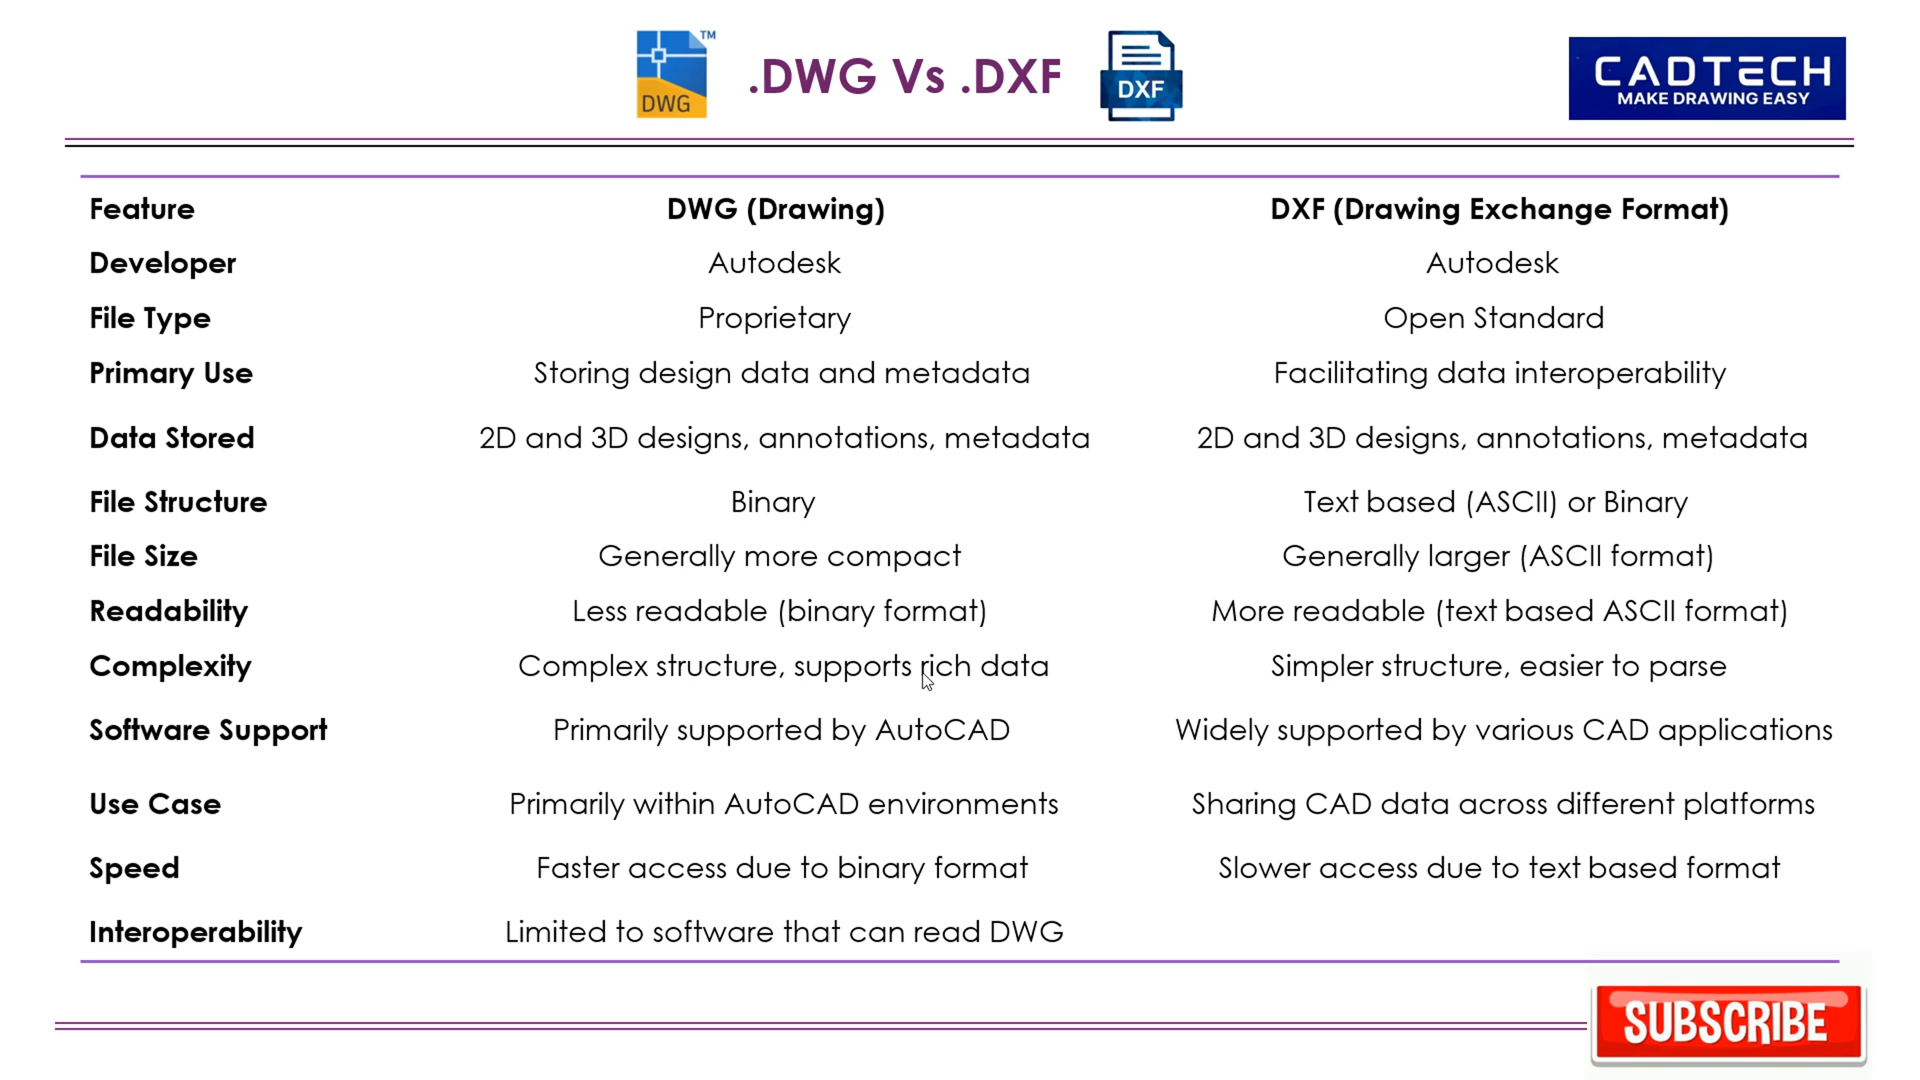 DWG
TM
.DWG Vs .DXF
DXF
CADTECH
MAKE DRAWING EASY
Feature DWG (Drawing) DXF (Drawing Exchange Format)
Developer Autodesk Autodesk
File Type Proprietary Open Standard
Primary Use Storing design data and metadata Facilitating data interoperability
Data Stored 2D and 3D designs, annotations, metadata 2D and 3D designs, annotations, metadata
File Structure Binary Text based (ASCII) or Binary
File Size Generally more compact Generally larger (ASCII format)
Readability Less readable (binary format) More readable (text based ASCII format)
Complexity Complex structure, supports rich data Simpler structure, easier to parse
Software Support Primarily supported by AutoCAD Widely supported by various CAD applications
Use Case Primarily within AutoCAD environments Sharing CAD data across different platforms
Speed Faster access due to binary format Slower access due to text based format
Interoperability Limited to software that can read DWG
SUBSCRIBE